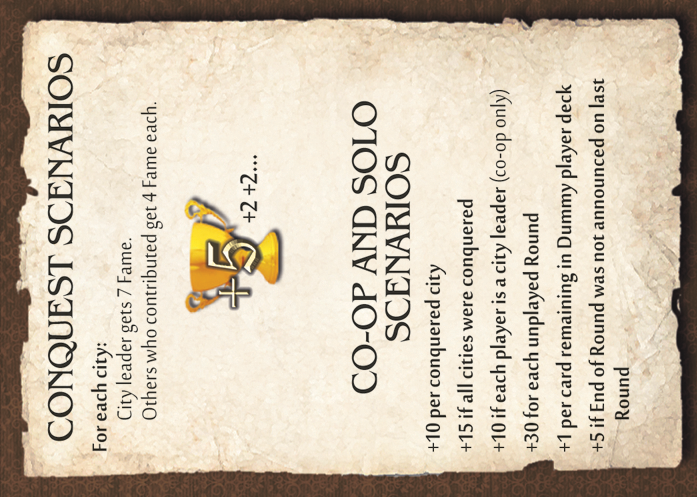 CONQUEST SCENARIOS
For each city:
City leader gets 7 Fame.
Others who contributed get 4 Fame each.
+5
+2 +2...
CO-OP AND SOLO
SCENARIOS
+10 per conquered city
+15 if all cities were conquered
+10 if each player is a city leader (co-op only)
+30 for each unplayed Round
+1 per card remaining in Dummy player deck
+5 if End of Round was not announced on last
Round